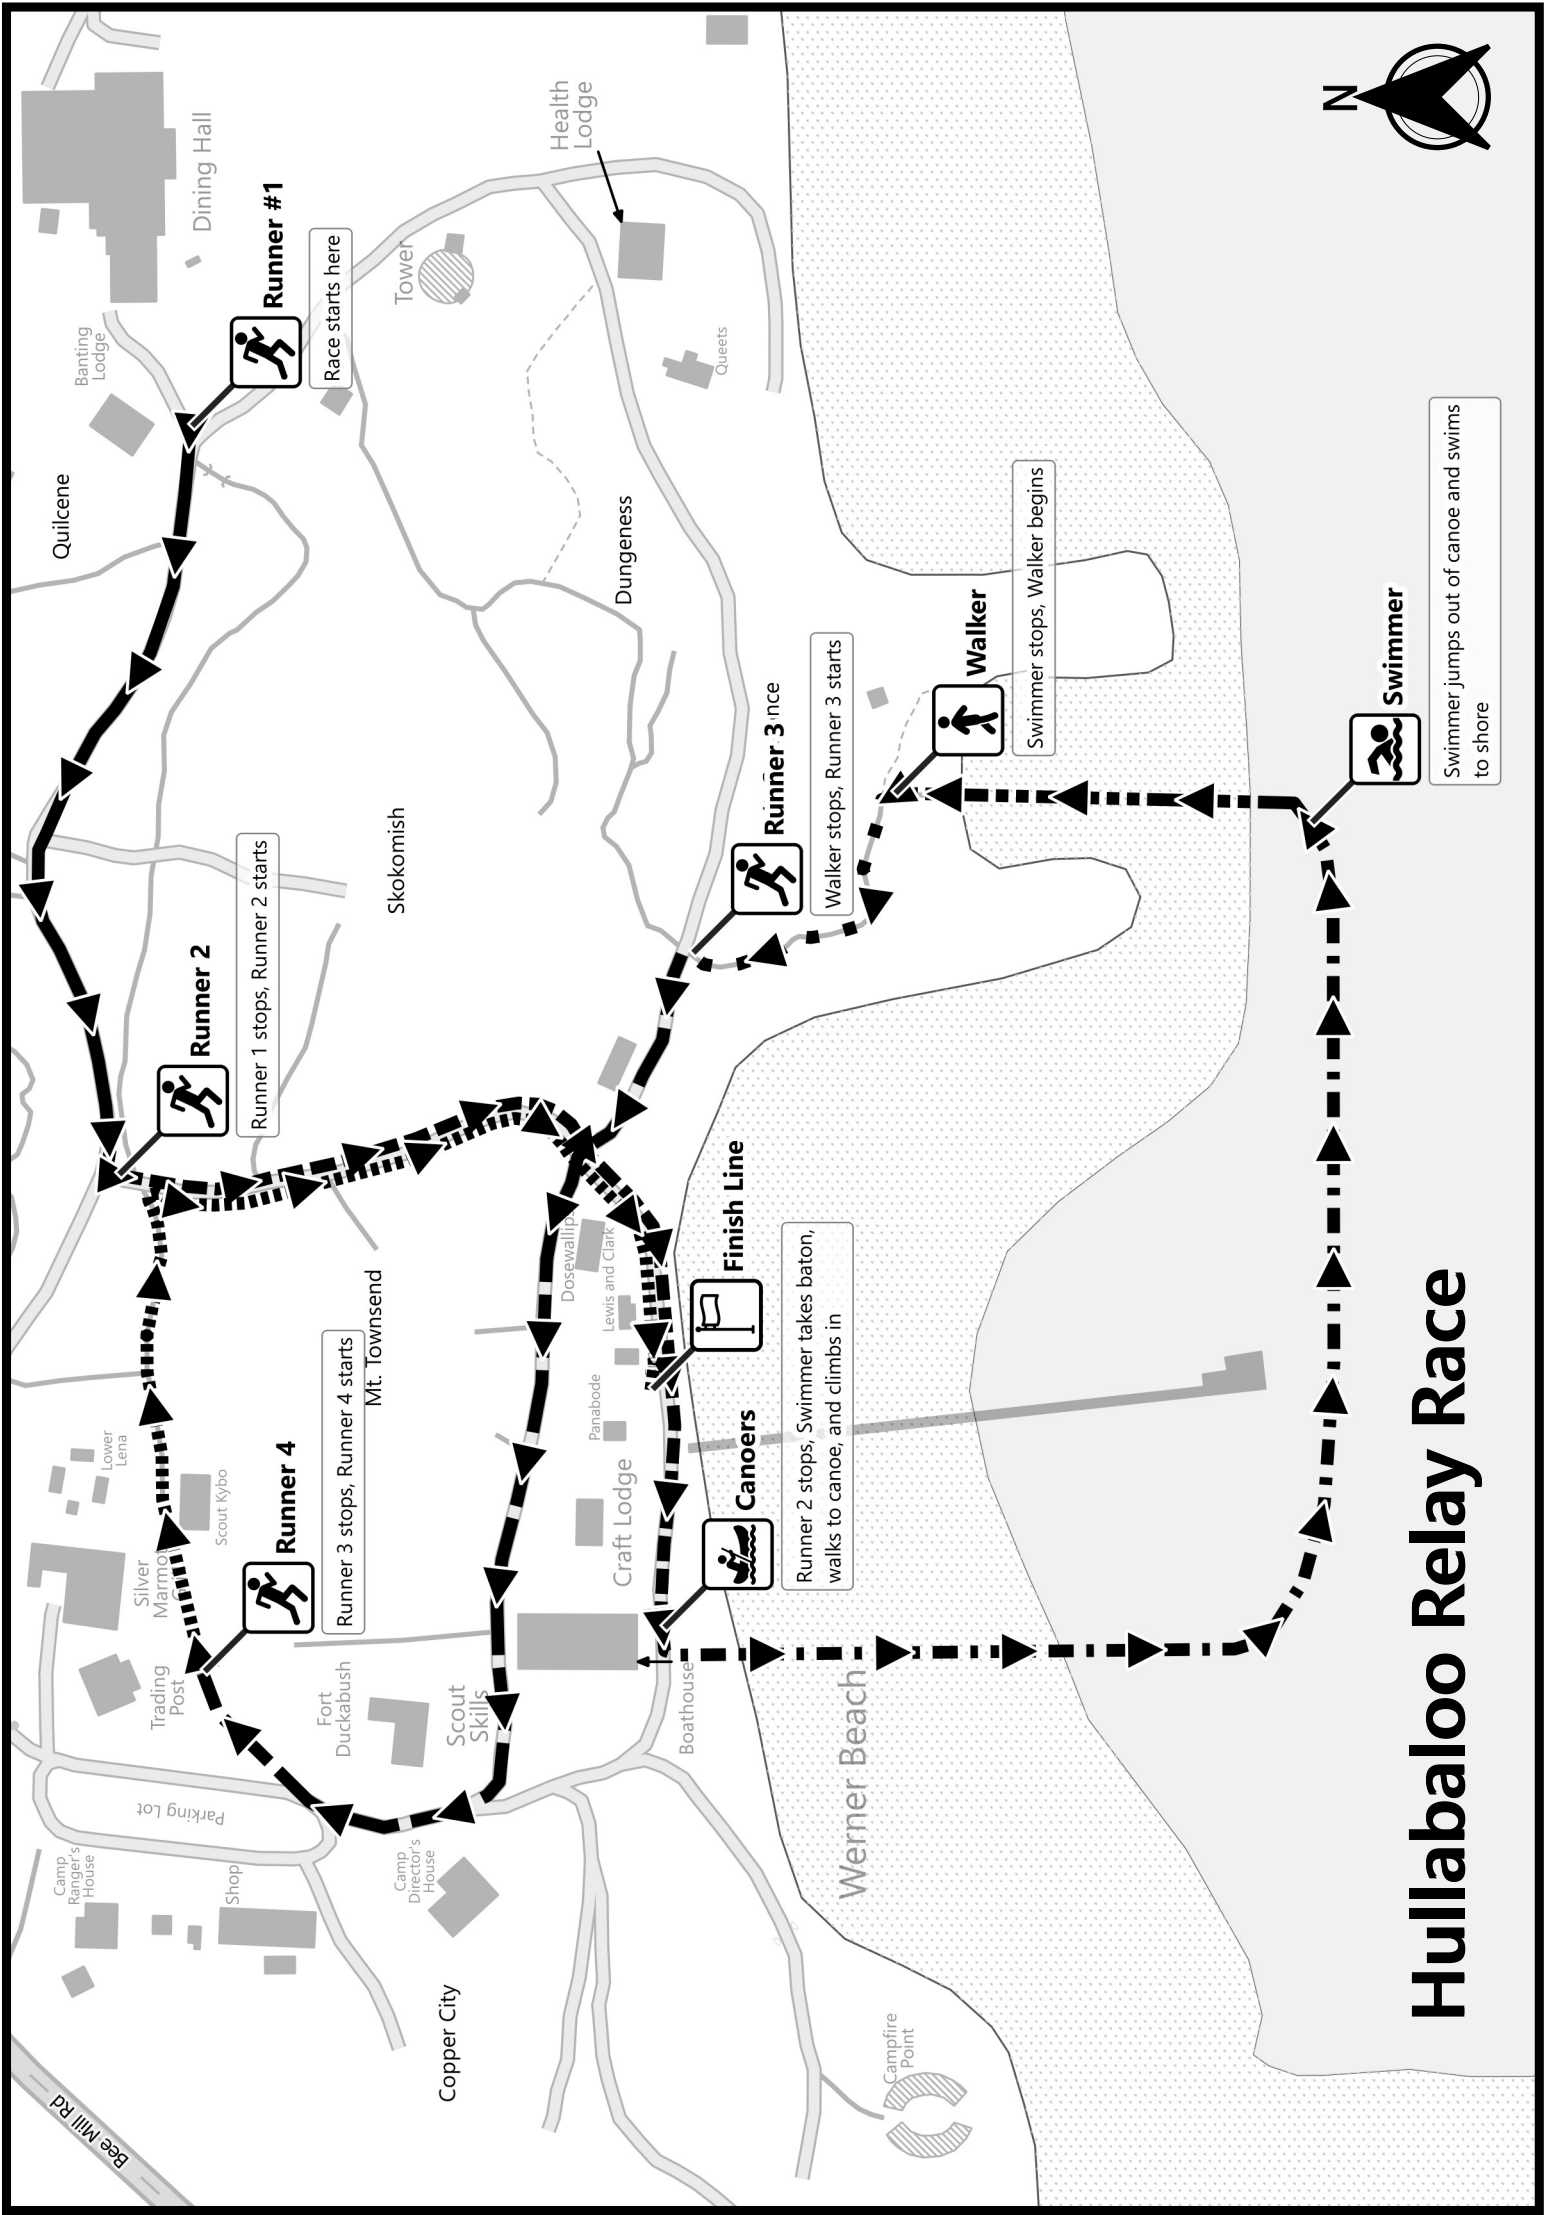 Bee Mill Rd
Camp
Ranger's
House
Shop
Parking Lot
Camp
Director's
House
Copper City
Campfire
Point
Trading
Post
Fort
Duckabush
Scout
Skills
Boathouse
Werner Beach
Silver
Marmot
Lower
Lena
Scout Kybo
Runner 4
Runner 3 stops, Runner 4 starts
Mt. Townsend
Craft Lodge
Panabode
Lewis and Clark
Dosewallips
Canoers
Runner 2 stops, Swimmer takes baton,
walks to canoe, and climbs in
Finish Line
Runner 2
Runner 1 stops, Runner 2 starts
Skokomish
Runner 3
Walker stops, Runner 3 starts
Walker
Swimmer stops, Walker begins
Swimmer
Swimmer jumps out of canoe and swims
to shore
Dungeness
Quilcene
Banting
Lodge
Dining Hall
Runner #1
Race starts here
Tower
Health
Lodge
Queets
N
Hullabaloo Relay Race